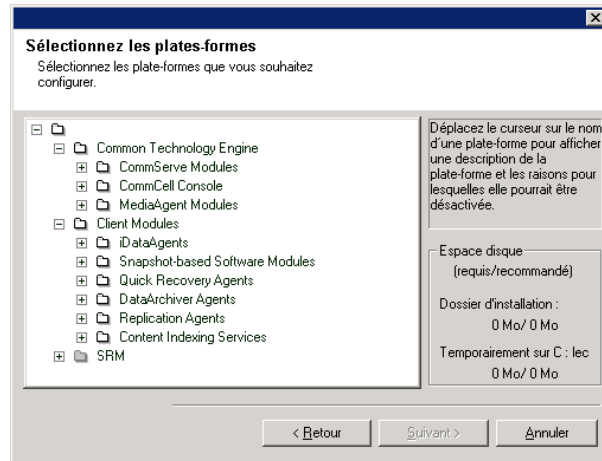 Sélectionnez les plates-formes
Sélectionnez les plate-formes que vous souhaitez
configurer.
Common Technology Engine
CommServe Modules
CommCell Console
MediaAgent Modules
Client Modules
iDataAgents
Snapshot-based Software Modules
Quick Recovery Agents
DataArchiver Agents
Replication Agents
Content Indexing Services
SRM
Déplacez le curseur sur le nom
d'une plate-forme pour afficher
une description de la
plate-forme et les raisons pour
lesquelles elle pourrait être
désactivée.
Espace disque
(requis/recommandé)
Dossier d'installation :
0 Mo/ 0 Mo
Temporairement sur C : lec
0 Mo/ 0 Mo
< Retour
Suivant >
Annuler